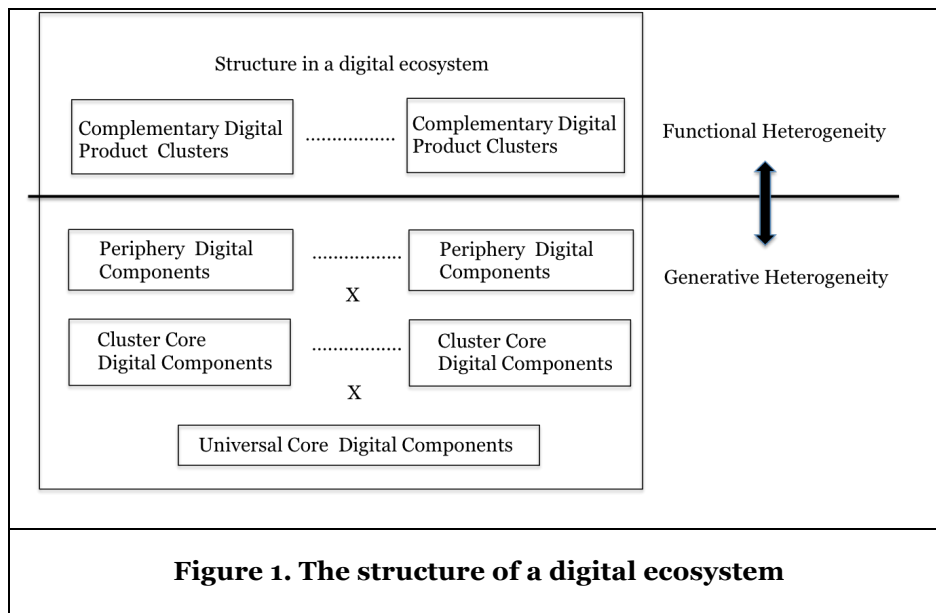 Structure in a digital ecosystem
Complementary Digital
Product Clusters
................
Complementary Digital
Product Clusters
Functional Heterogeneity
Periphery Digital
Components
................
Periphery Digital
Components
Generative Heterogeneity
X
Cluster Core
Digital Components
................
Cluster Core
Digital Components
X
Universal Core Digital Components
Figure 1. The structure of a digital ecosystem